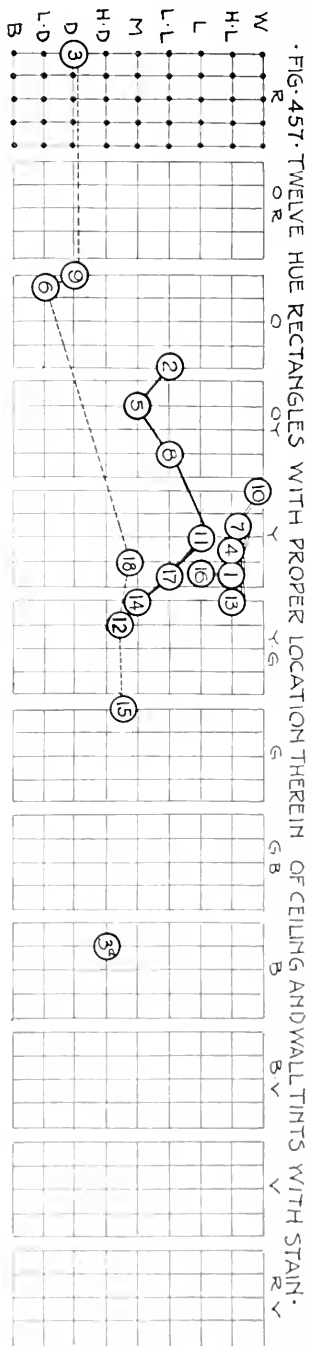 ·FIG·457· TWELVE HUE RECTANGLES WITH PROPER LOCATION THEREIN OF CEILING AND WALL TINTS WITH STAIN·
R OR O OY Y Y·G G GB B B·V V RV
W
H·L
L
L·L
M
H·D
D
L·D
B
10
7 4 1 13
11 16
2 8 17
5 18 14
12 15
3ª
3 9
6